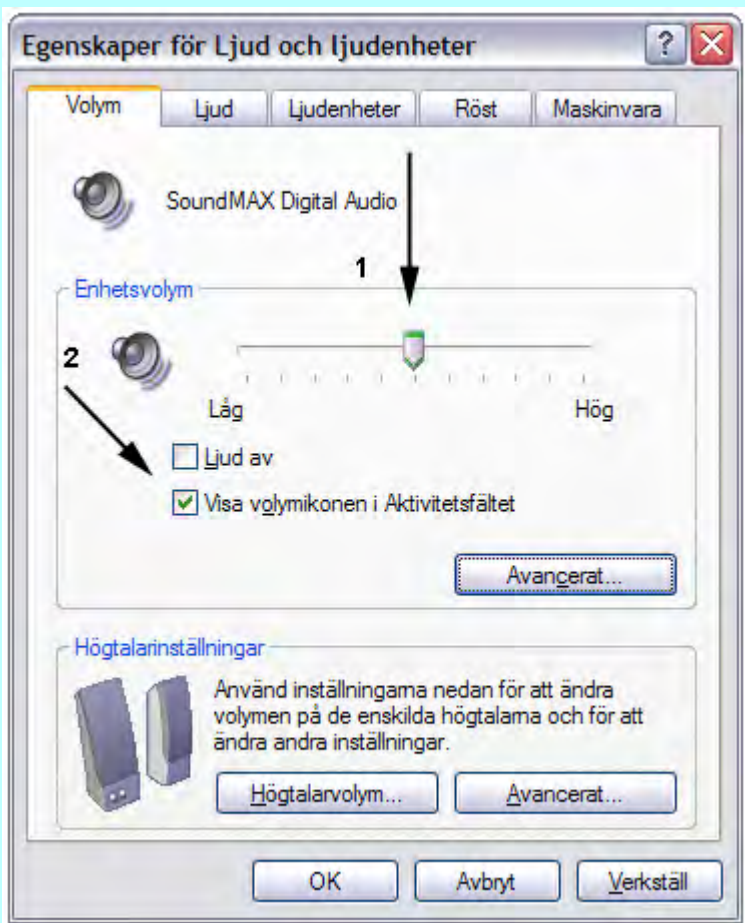 Egenskaper för Ljud och ljudenheter
Volym Ljud Ljudenheter Röst Maskinvara
SoundMAX Digital Audio
1
Enhetsvolym
2
Låg Hög
Ljud av
Visa volymikonen i Aktivitetsfältet
Avancerat...
Högtalarinställningar
Använd inställningarna nedan för att ändra
volymen på de enskilda högtalarna och för att
ändra andra inställningar.
Högtalarvolym... Avancerat...
OK Avbryt Verkställ